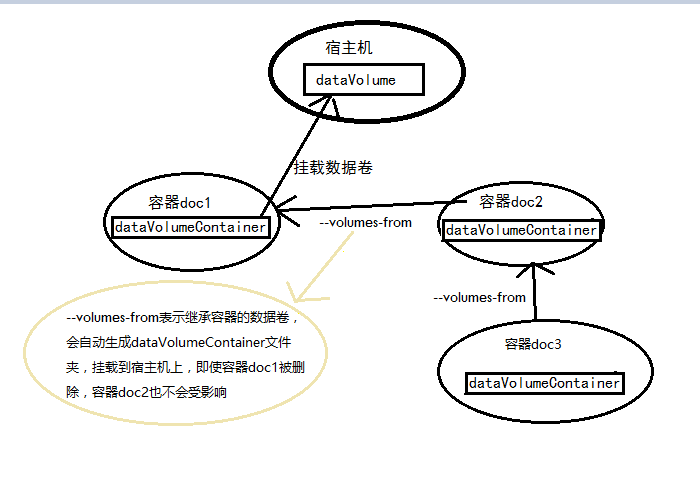 宿主机
dataVolume
挂载数据卷
容器doc1
dataVolumeContainer
--volumes-from
容器doc2
dataVolumeContainer
--volumes-from
--volumes-from表示继承容器的数据卷，
会自动生成dataVolumeContainer文件
夹，挂载到宿主机上，即使容器doc1被删
除，容器doc2也不会受影响
容器doc3
dataVolumeContainer